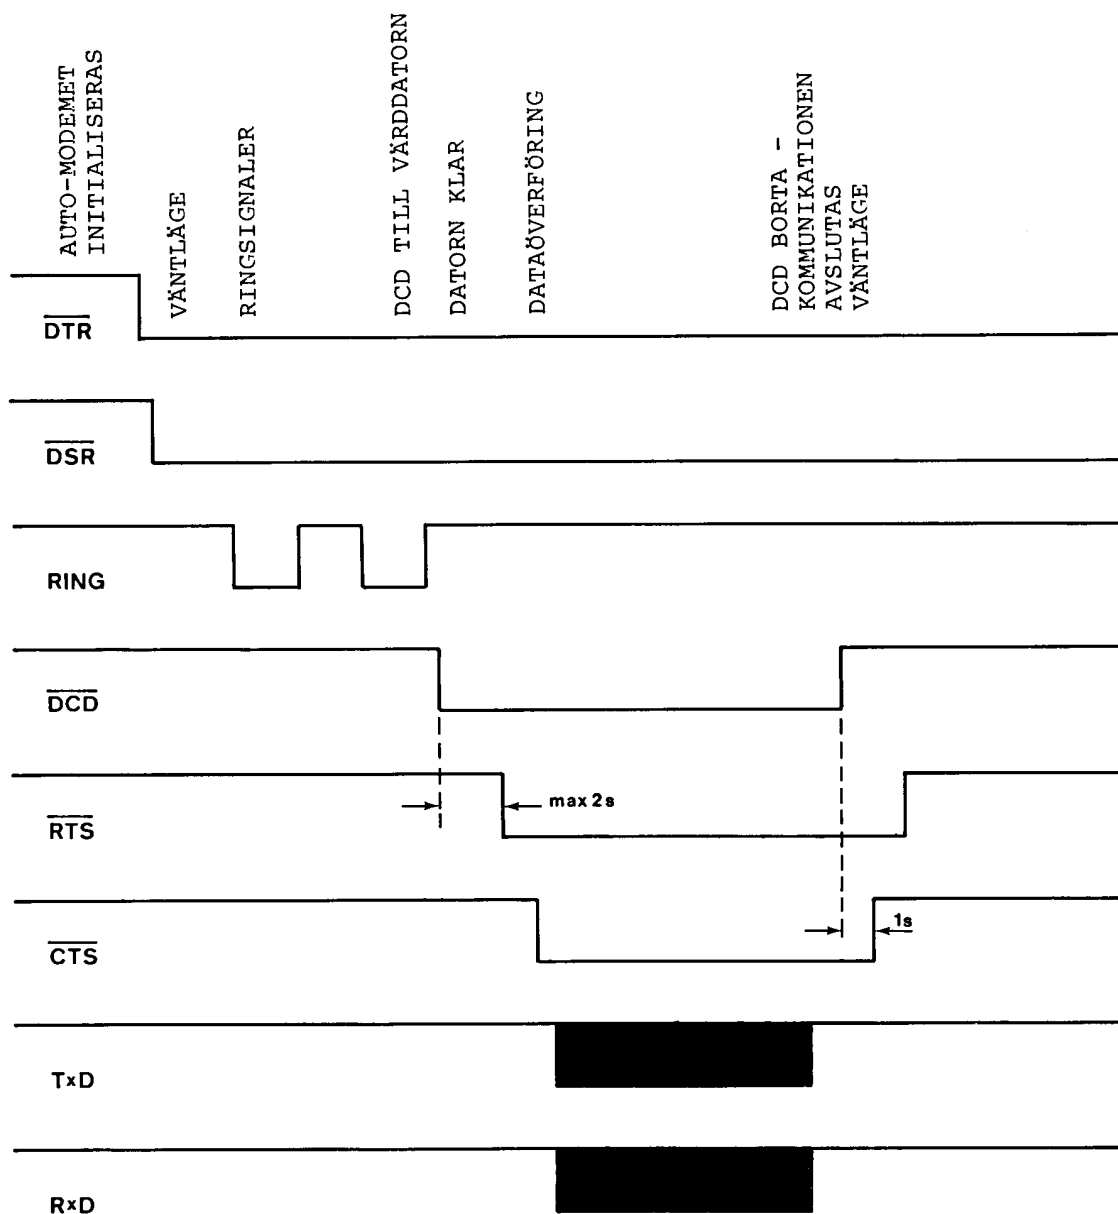 AUTO-MODEMET
INITIALISERAS
VÄNTLÄGE
RINGSIGNALER
DCD TILL VÄRDDATORN
DATORN KLAR
DATAÖVERFÖRING
DCD BORTA -
KOMMUNIKATIONEN
AVSLUTAS
VÄNTLÄGE
DTR
DSR
RING
DCD
RTS
max 2s
CTS
1s
TxD
RxD